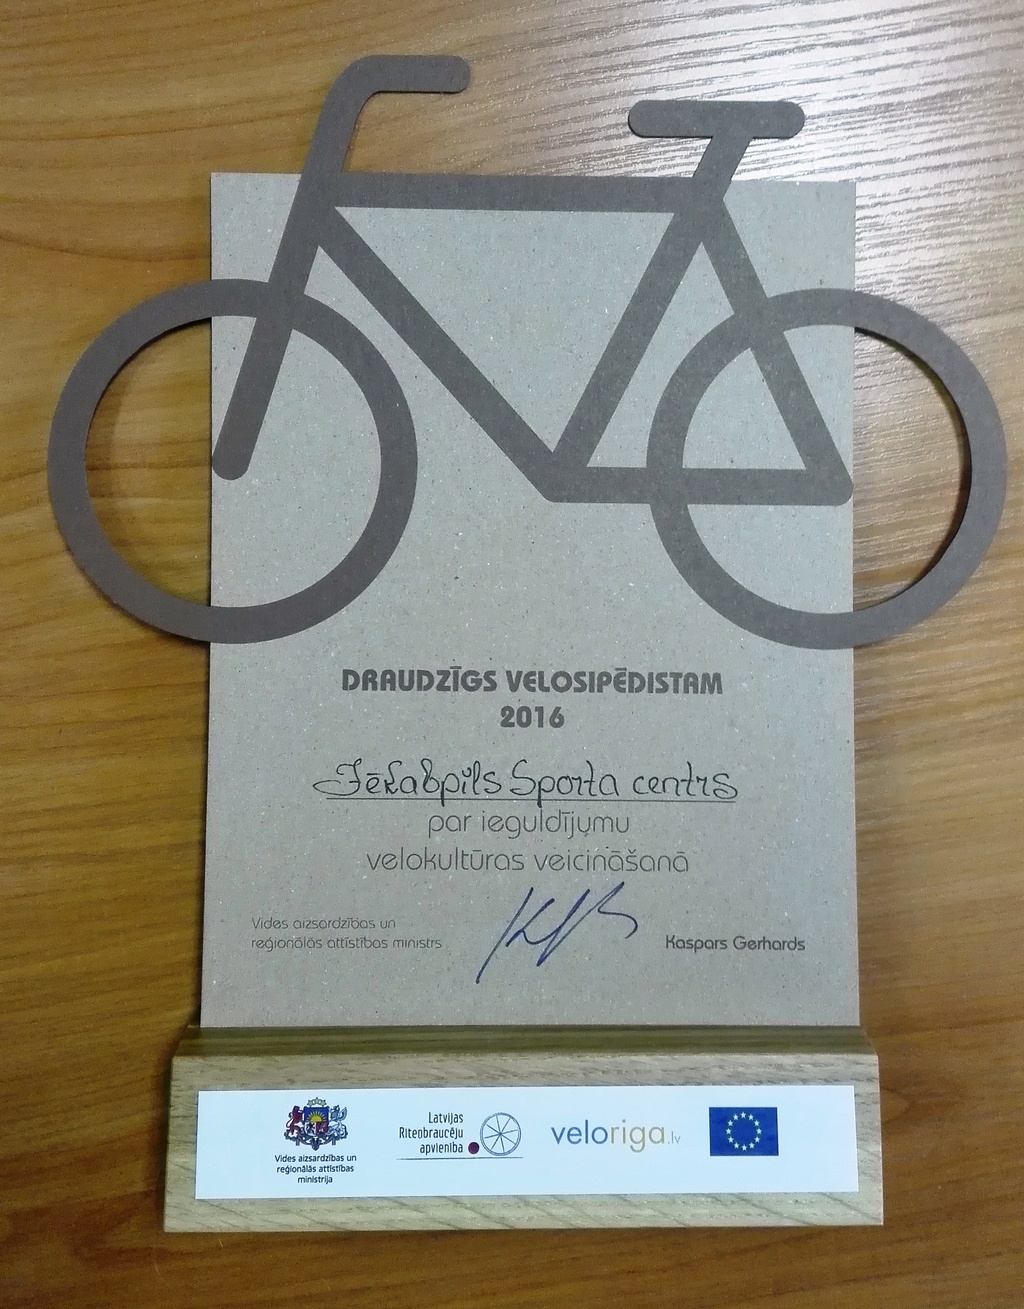 DRAUDZĪGS VELOSIPĒDISTAM
2016
Jēkabpils Sporta centrs
par ieguldījumu
velokultūras veicināšanā
Vides aizsardzības un
reģionālās attīstības ministrs
Kaspars Gerhards
Vides aizsardzības un
reģionālās attīstības
ministrija
Latvijas
Riteņbraucēju
apvienība
veloriga.lv